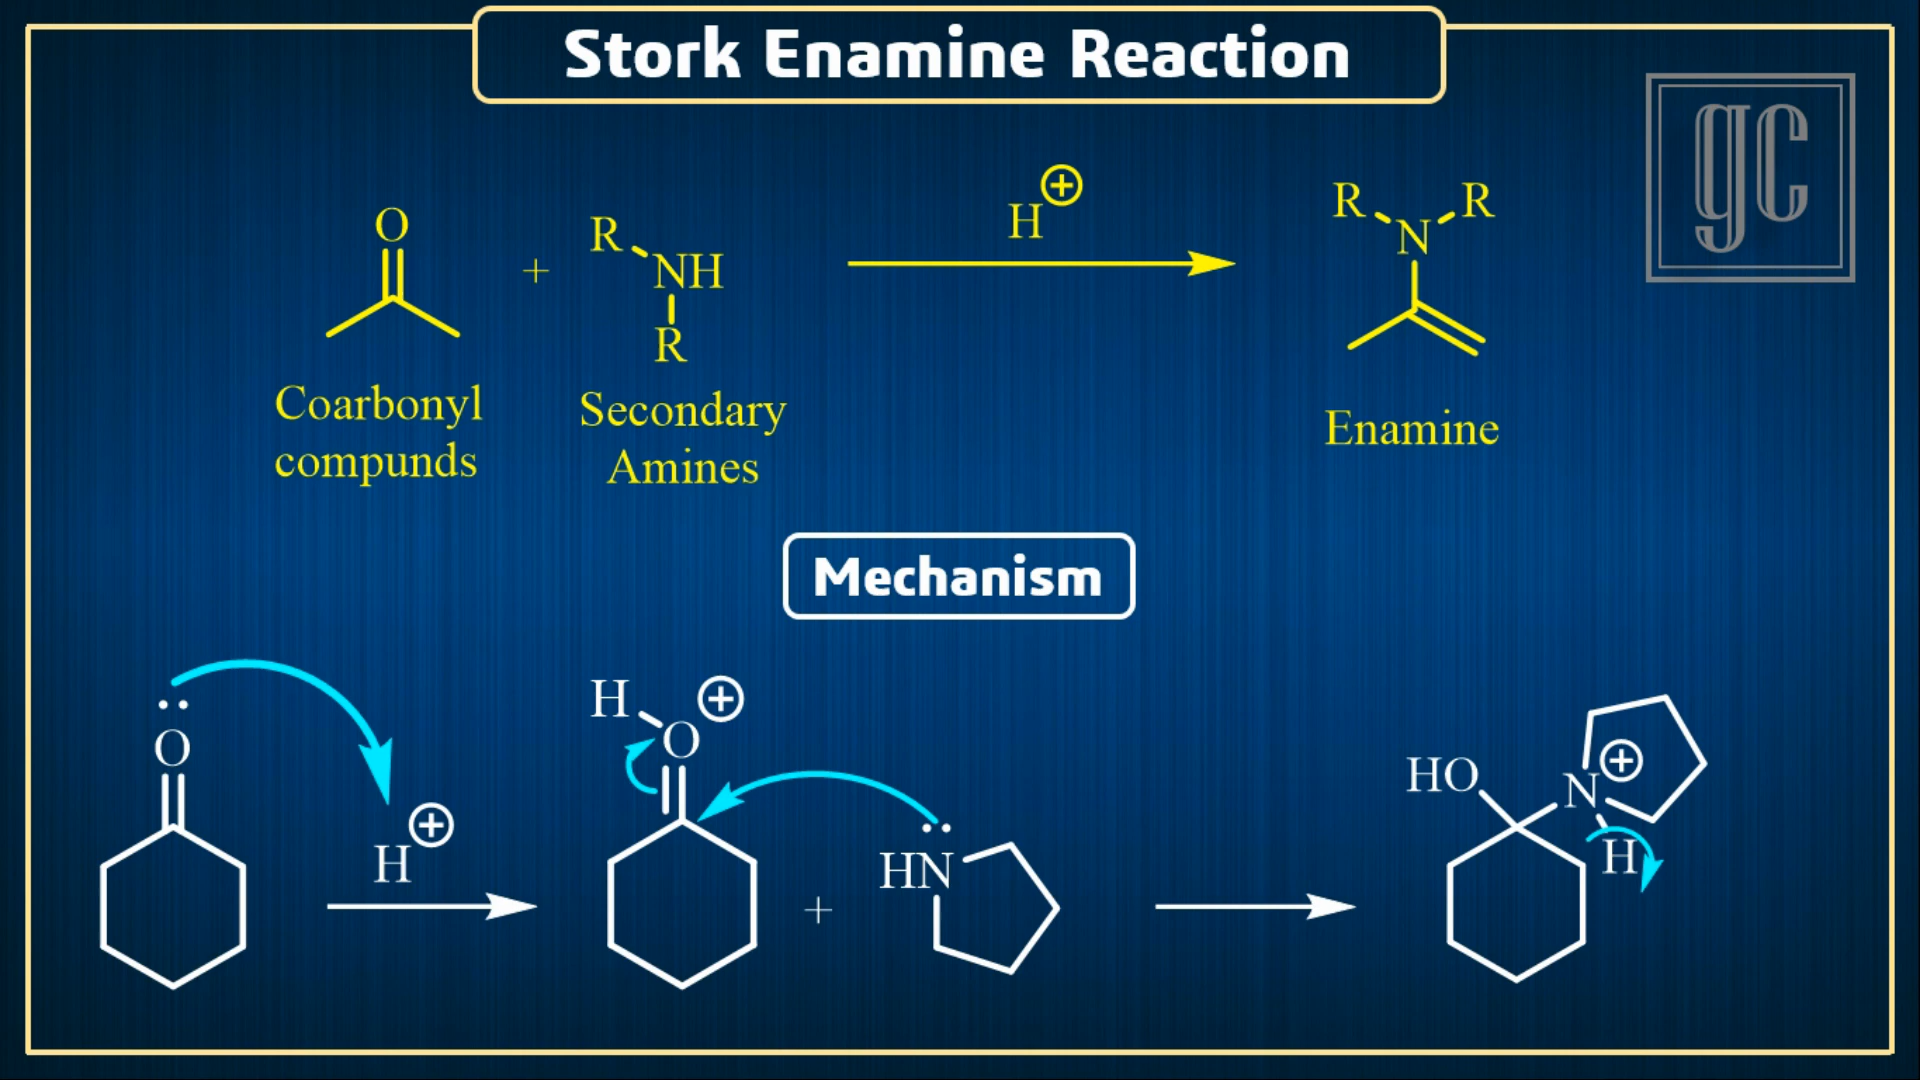 Stork Enamine Reaction
gc
O
+
R
NH
R
H⊕
R N R
Coarbonyl
compunds
Secondary
Amines
Enamine
Mechanism
O
H⊕
H
O⊕
+
HN
HO
N⊕
H